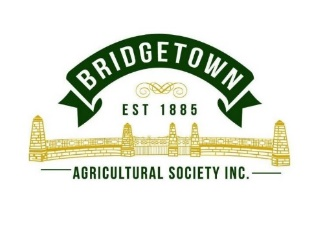 BRIDGETOWN
EST 1885
AGRICULTURAL SOCIETY INC.